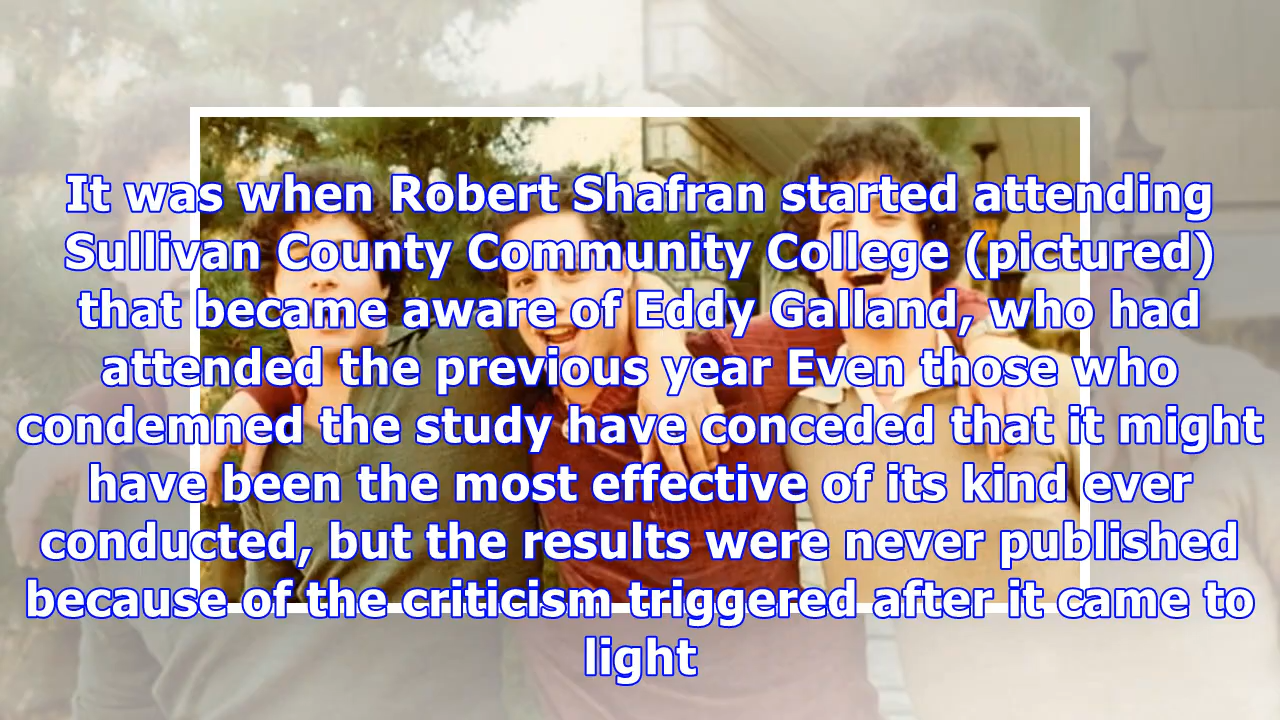 It was when Robert Shafran started attending
Sullivan County Community College (pictured)
that became aware of Eddy Galland, who had
attended the previous year Even those who
condemned the study have conceded that it might
have been the most effective of its kind ever
conducted, but the results were never published
because of the criticism triggered after it came to
light